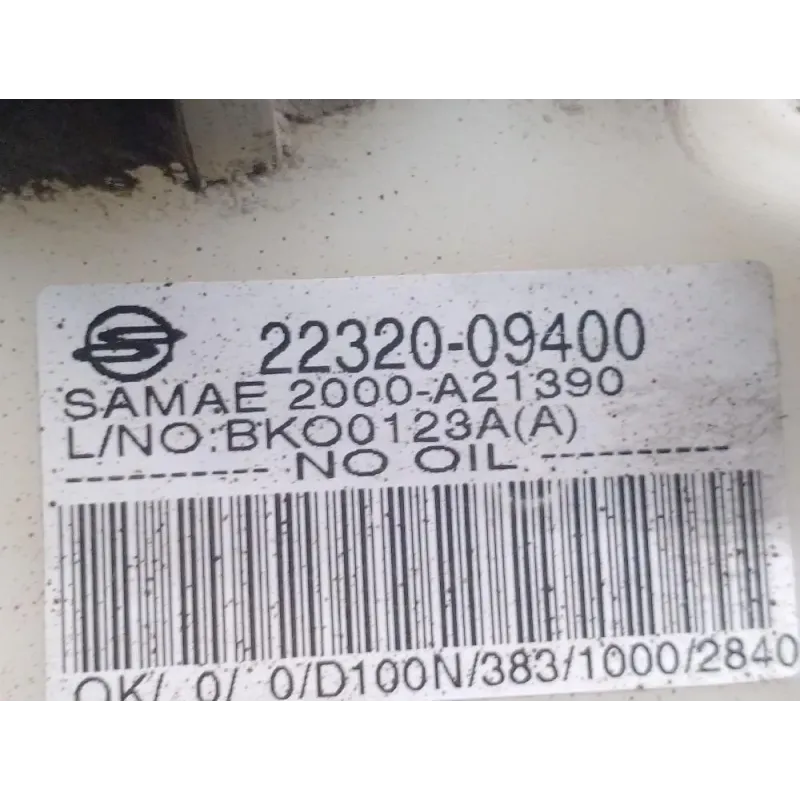 22320-09400
SAMAE 2000-A21390
L/NO:BKO0123A(A)
---------- NO OIL ----------
OK/ 0/ 0/D100N/383/1000/2840